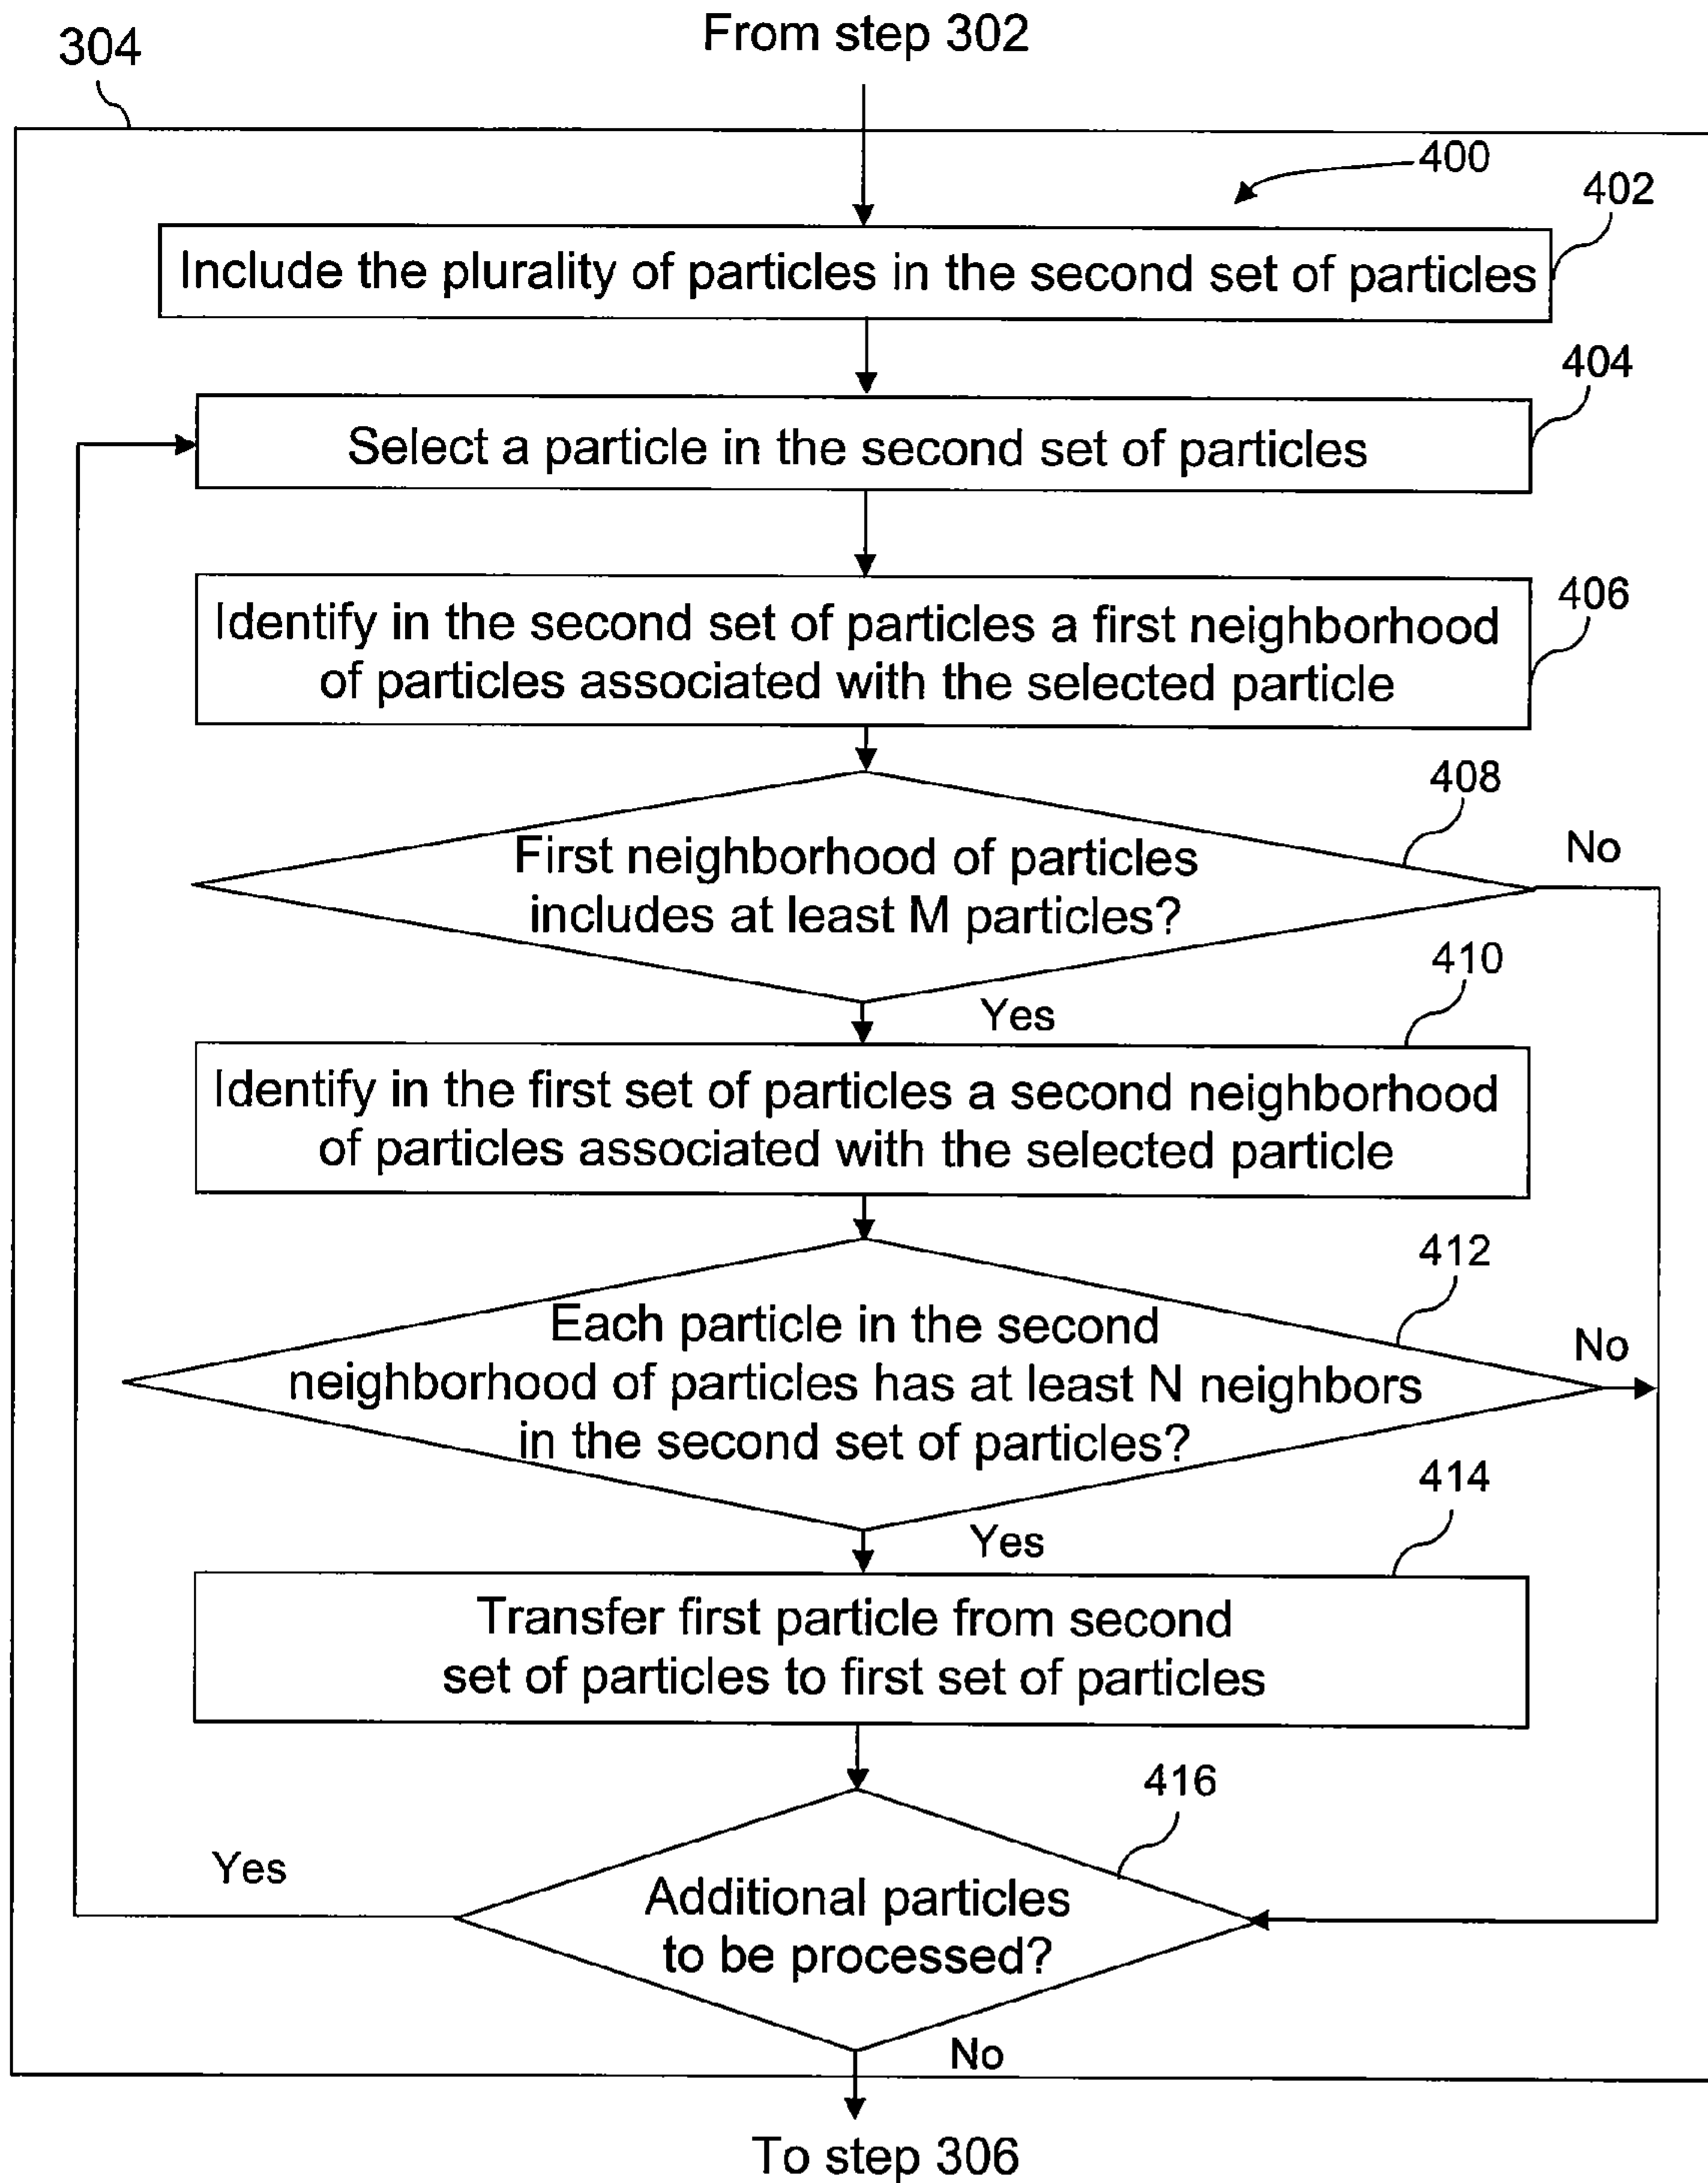 From step 302
304
400
402
Include the plurality of particles in the second set of particles
404
Select a particle in the second set of particles
406
Identify in the second set of particles a first neighborhood
of particles associated with the selected particle
408
First neighborhood of particles
includes at least M particles?
No
Yes
410
Identify in the first set of particles a second neighborhood
of particles associated with the selected particle
412
Each particle in the second
neighborhood of particles has at least N neighbors
in the second set of particles?
No
Yes
414
Transfer first particle from second
set of particles to first set of particles
416
Additional particles
to be processed?
Yes
No
To step 306